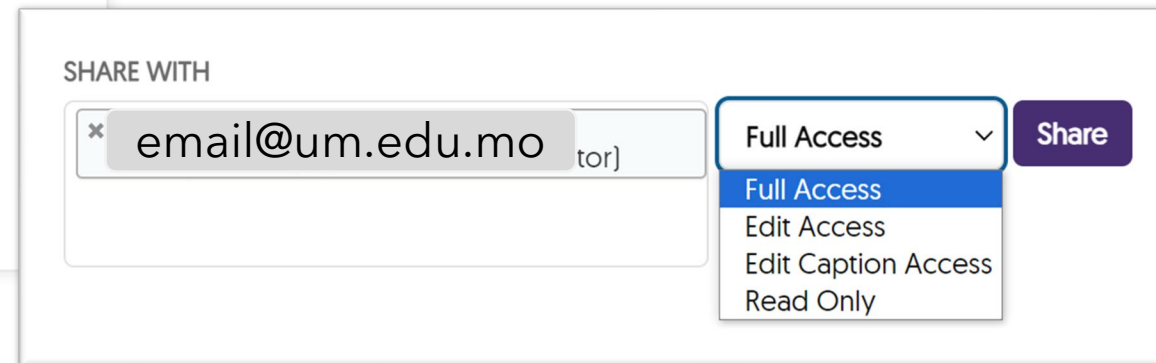 SHARE WITH
× email@um.edu.mo tor)
Full Access
Share
Full Access
Edit Access
Edit Caption Access
Read Only